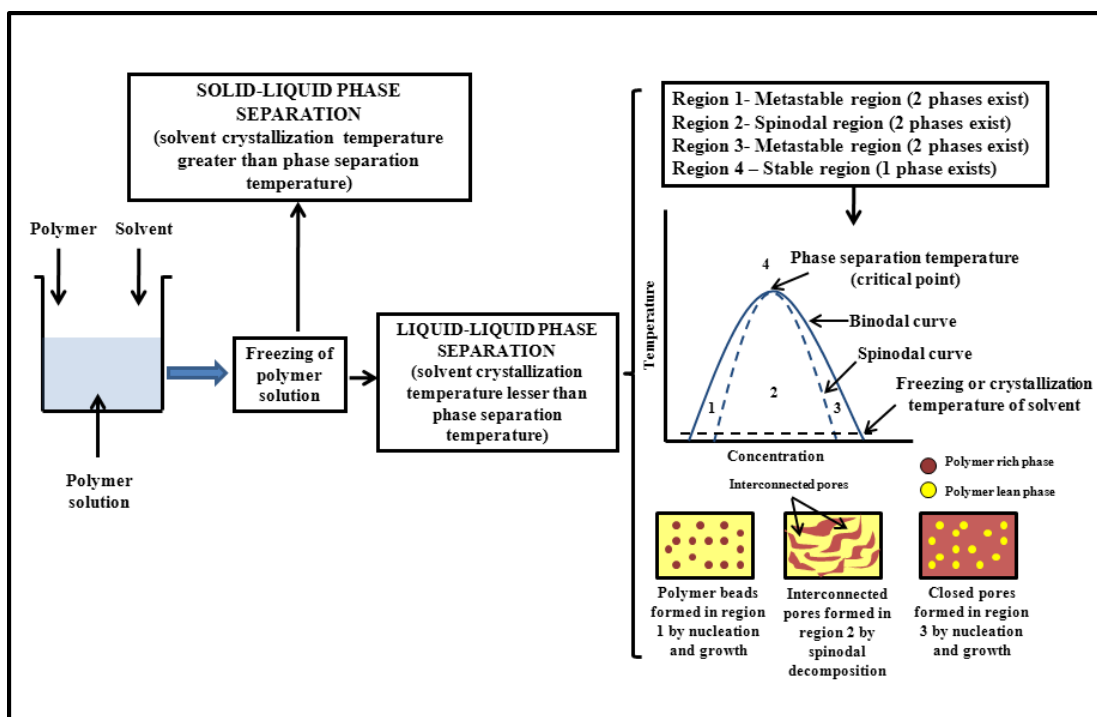 SOLID-LIQUID PHASE
SEPARATION
(solvent crystallization temperature
greater than phase separation
temperature)
Polymer
Solvent
Polymer
solution
Freezing of
polymer
solution
LIQUID-LIQUID PHASE
SEPARATION
(solvent crystallization
temperature lesser than
phase separation
temperature)
Region 1- Metastable region (2 phases exist)
Region 2- Spinodal region (2 phases exist)
Region 3- Metastable region (2 phases exist)
Region 4 – Stable region (1 phase exists)
Temperature
4
Phase separation temperature
(critical point)
Binodal curve
Spinodal curve
Freezing or crystallization
temperature of solvent
1
2
3
Concentration
Polymer rich phase
Polymer lean phase
Interconnected pores
Polymer beads
formed in region
1 by nucleation
and growth
Interconnected
pores formed in
region 2 by
spinodal
decomposition
Closed pores
formed in region
3 by nucleation
and growth